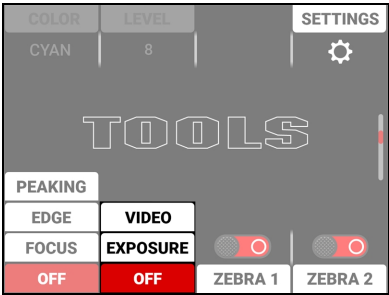 COLOR LEVEL SETTINGS
CYAN 8
TOOLS
PEAKING
EDGE VIDEO
FOCUS EXPOSURE
OFF OFF ZEBRA 1 ZEBRA 2